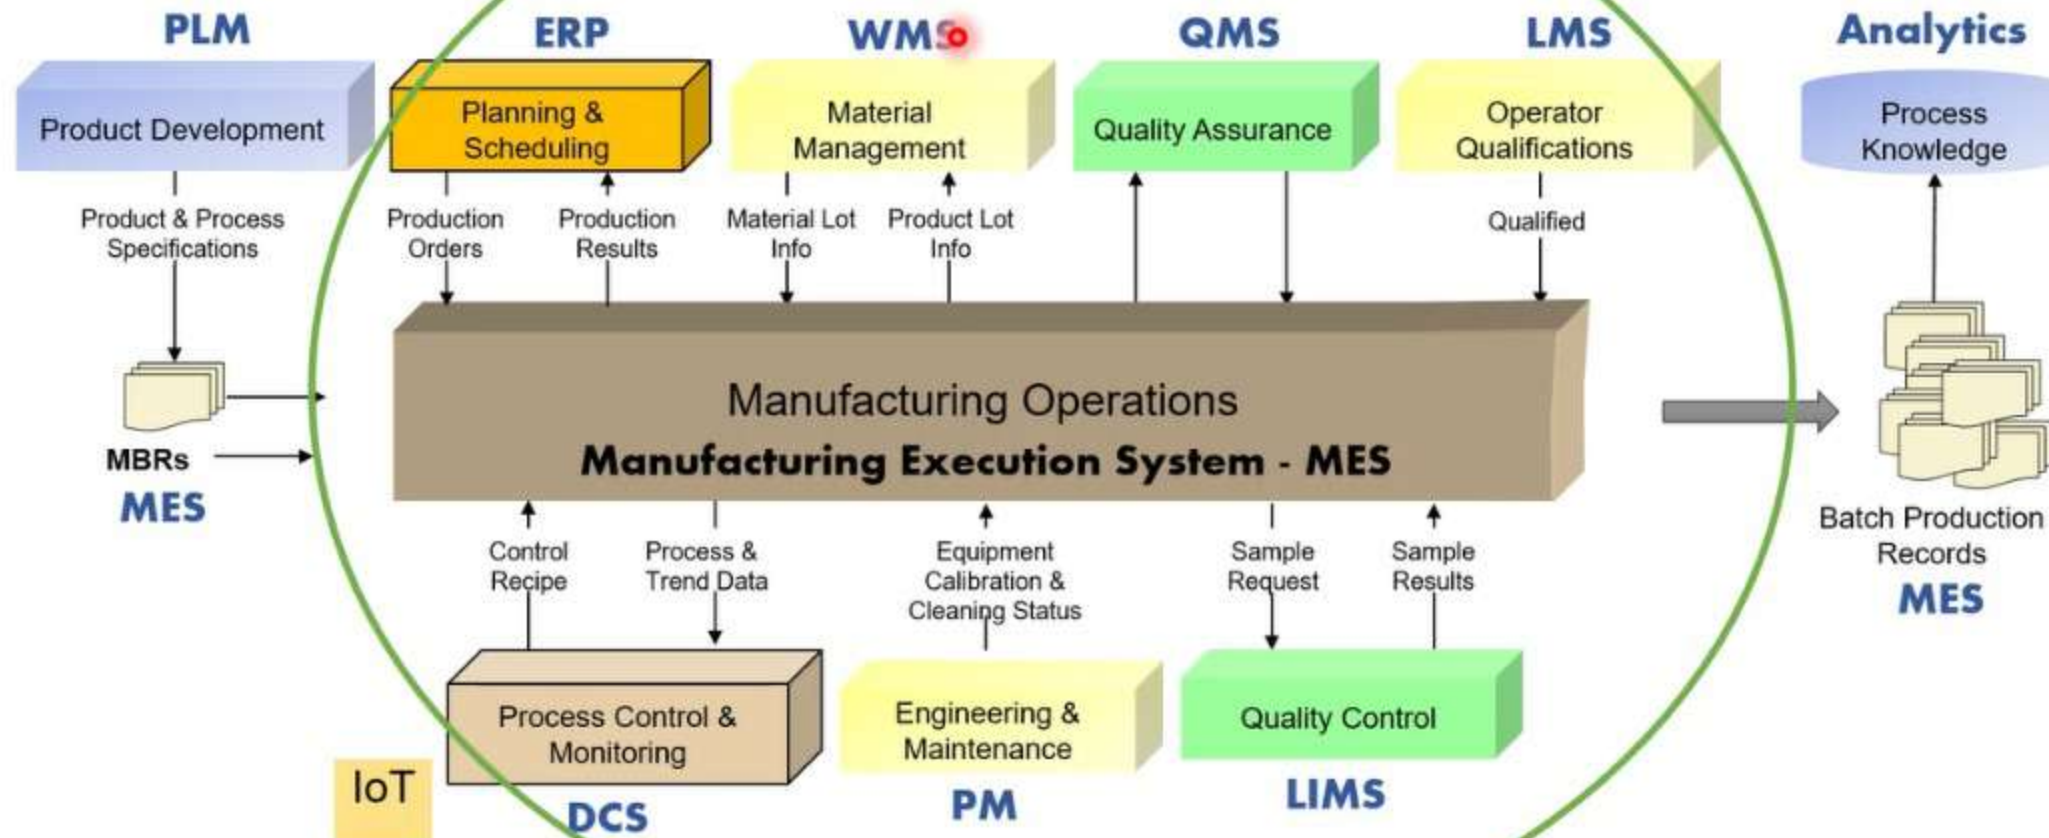 PLM
ERP
WMS
QMS
LMS
Analytics
Product Development
Planning &
Scheduling
Material
Management
Quality Assurance
Operator
Qualifications
Process
Knowledge
Product & Process
Specifications
Production
Orders
Production
Results
Material Lot
Info
Product Lot
Info
Qualified
Manufacturing Operations
Manufacturing Execution System - MES
MBRs
MES
Batch Production
Records
MES
Control
Recipe
Process &
Trend Data
Equipment
Calibration &
Cleaning Status
Sample
Request
Sample
Results
Process Control &
Monitoring
Engineering &
Maintenance
Quality Control
IoT
DCS
PM
LIMS